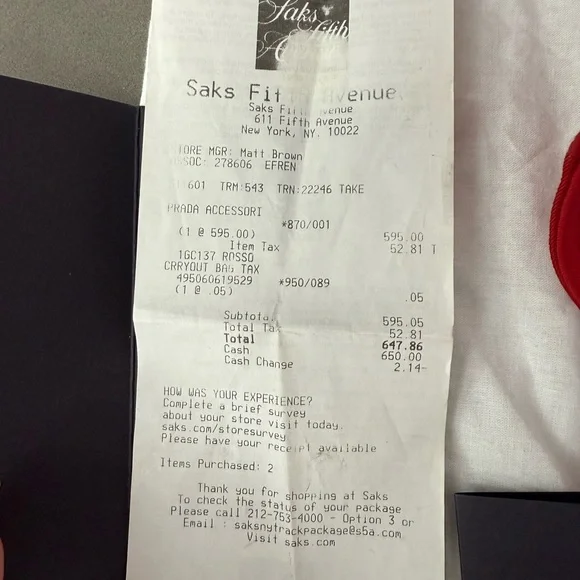 Saks Fifth
Saks Fif Avenue
Saks Fif venue
611 Fifth Avenue
New York, NY. 10022
TORE MGR: Matt Brown
SSOC: 278606 EFREN
601 TRM:543 TRN:22246 TAKE
PRADA ACCESSORI
*870/001
(1 @ 595.00) 595.00
Item Tax 52.81 T
1GC137 ROSSO
CRRYOUT BAG TAX
495060619529 *950/089
(1 @ .05) .05
Subtotal 595.05
Total Tax 52.81
Total 647.86
Cash 650.00
Cash Change 2.14-
HOW WAS YOUR EXPERIENCE?
Complete a brief survey
about your store visit today.
saks.com/storesurvey
Please have your receipt available
Items Purchased: 2
Thank you for shopping at Saks
To check the status of your package
Please call 212-753-4000 - Option 3 or
Email : saksnytrackpackage@s5a.com
Visit saks.com